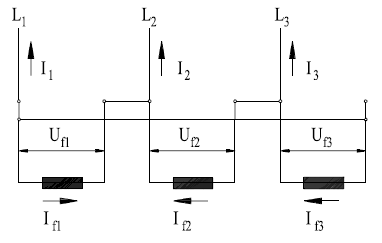 L1 L2 L3
I1 I2 I3
Uf1 Uf2 Uf3
If1 If2 If3